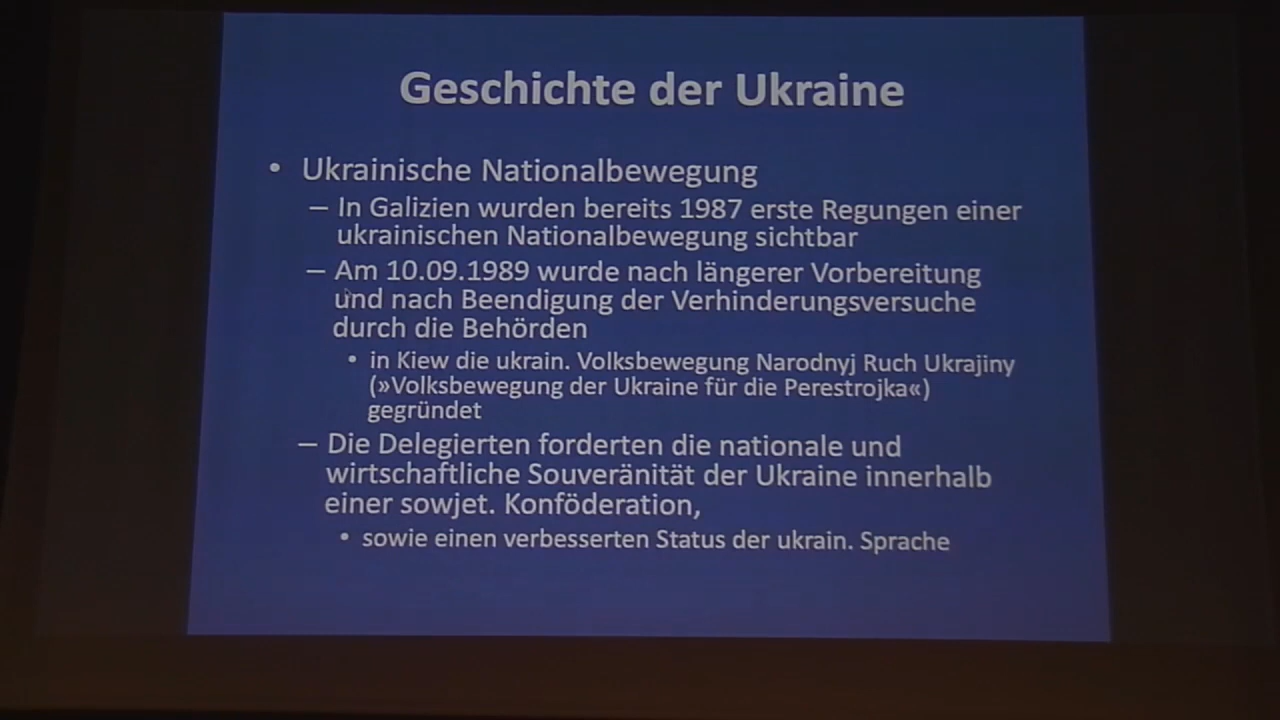 Geschichte der Ukraine
• Ukrainische Nationalbewegung
– In Galizien wurden bereits 1987 erste Regungen einer
ukrainischen Nationalbewegung sichtbar
– Am 10.09.1989 wurde nach längerer Vorbereitung
und nach Beendigung der Verhinderungsversuche
durch die Behörden
• in Kiew die ukrain. Volksbewegung Narodnyj Ruch Ukrajiny
(»Volksbewegung der Ukraine für die Perestrojka«)
gegründet
– Die Delegierten forderten die nationale und
wirtschaftliche Souveränität der Ukraine innerhalb
einer sowjet. Konföderation,
• sowie einen verbesserten Status der ukrain. Sprache